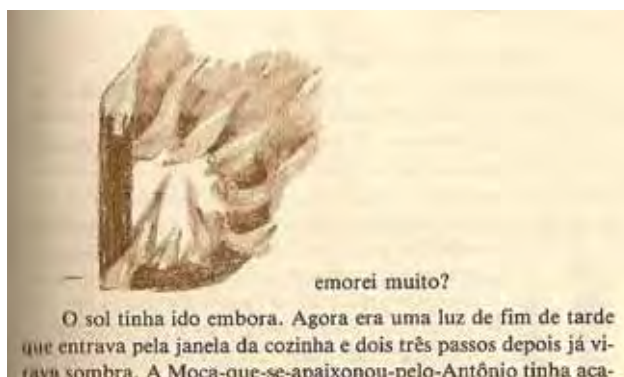 — Demorei muito?
O sol tinha ido embora. Agora era uma luz de fim de tarde
que entrava pela janela da cozinha e dois três passos depois já vi-
rava sombra. A Moça-que-se-apaixonou-pelo-Antônio tinha aca-